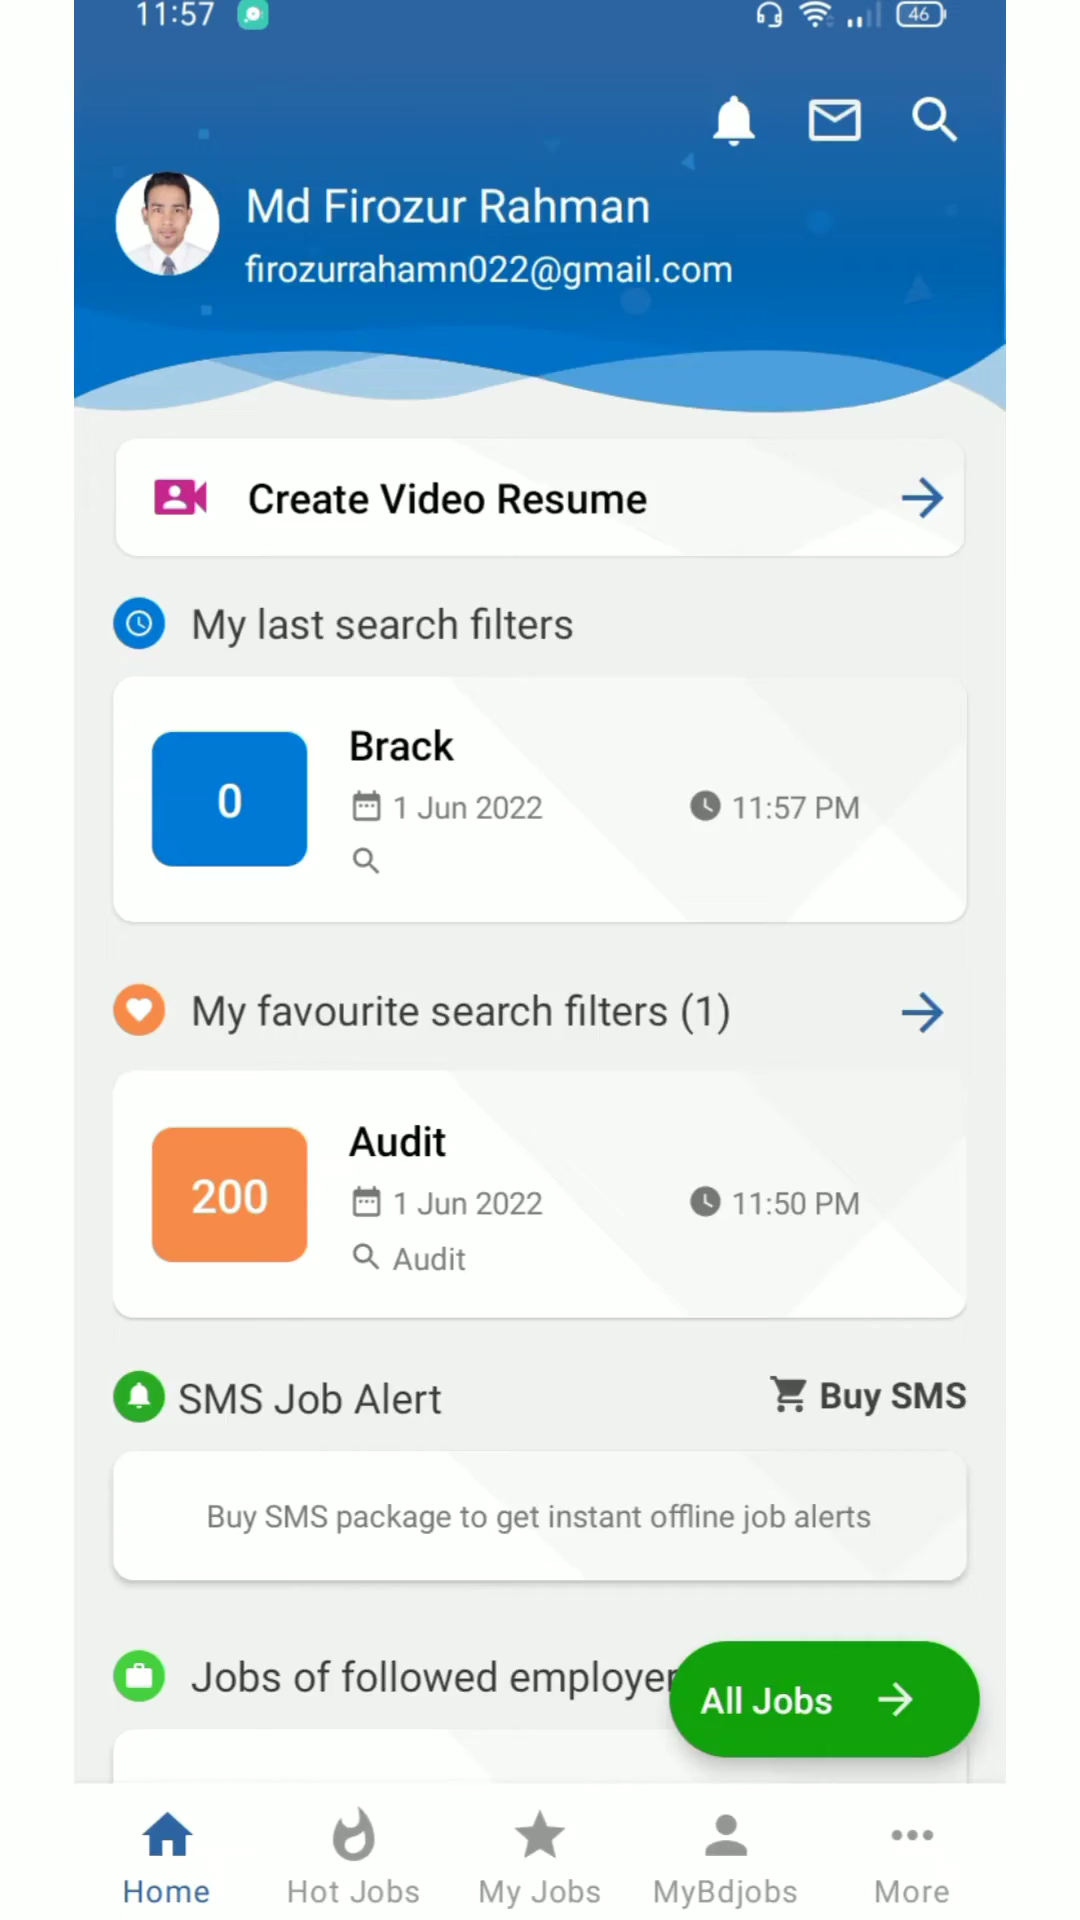 11:57
46
Md Firozur Rahman
firozurrahamn022@gmail.com
Create Video Resume
My last search filters
0
Brack
1 Jun 2022
11:57 PM
My favourite search filters (1)
200
Audit
1 Jun 2022
11:50 PM
Audit
SMS Job Alert
Buy SMS
Buy SMS package to get instant offline job alerts
Jobs of followed employer
All Jobs
Home
Hot Jobs
My Jobs
MyBdjobs
More